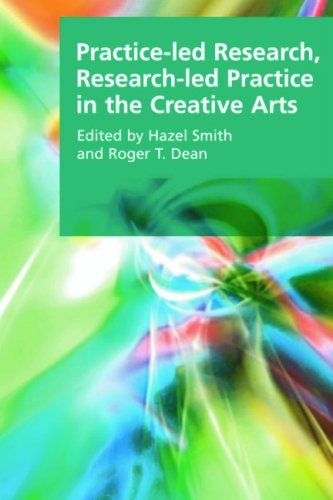 Practice-led Research,
Research-led Practice
in the Creative Arts
Edited by Hazel Smith
and Roger T. Dean